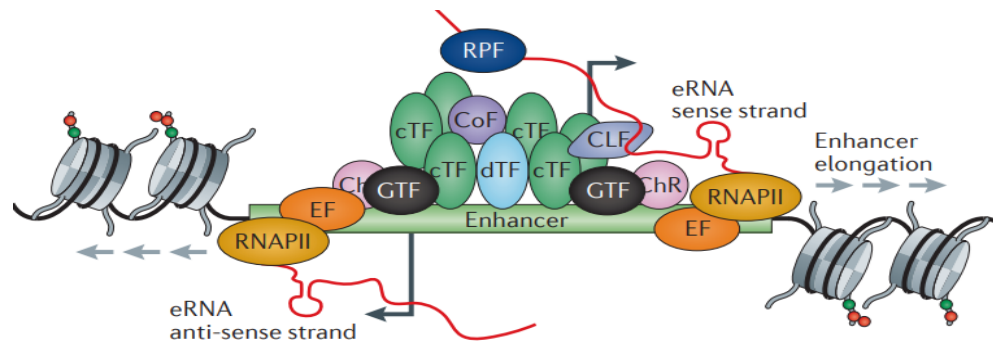 RPF
eRNA
sense strand
cTF
CoF
cTF
CLF
Enhancer
elongation
Ch
GTF
cTF
dTF
cTF
GTF
ChR
RNAPII
EF
Enhancer
EF
RNAPII
eRNA
anti-sense strand